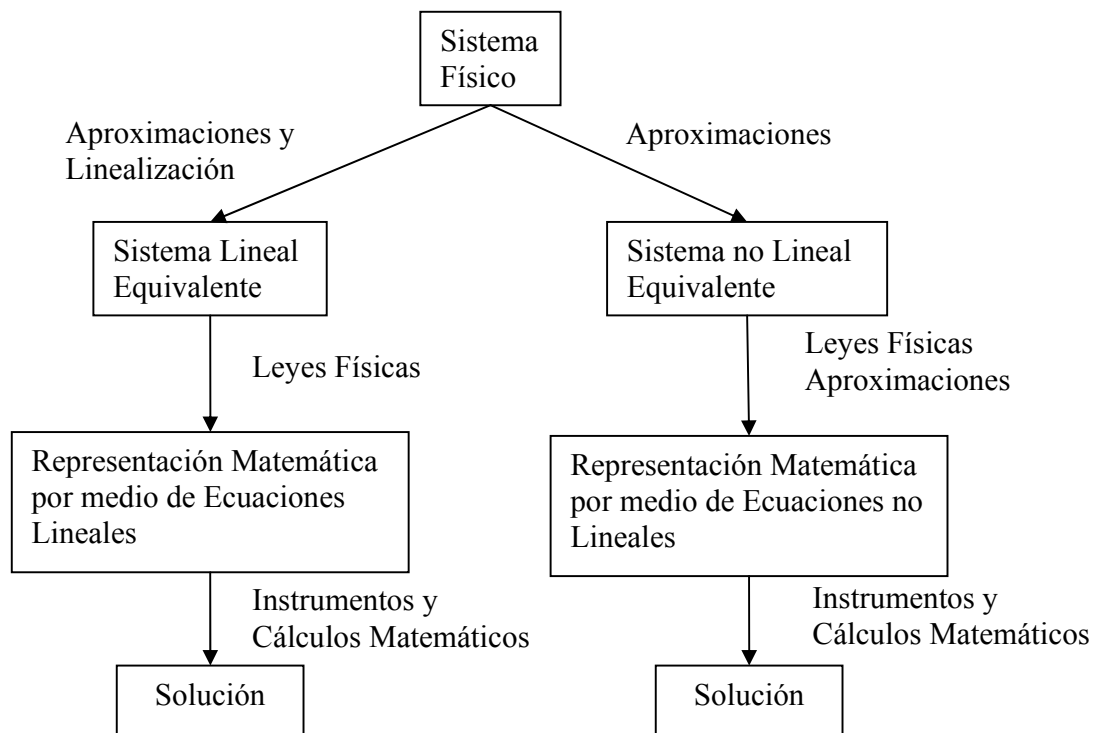 Sistema
Físico
Aproximaciones y
Linealización
Aproximaciones
Sistema Lineal
Equivalente
Sistema no Lineal
Equivalente
Leyes Físicas
Leyes Físicas
Aproximaciones
Representación Matemática
por medio de Ecuaciones
Lineales
Representación Matemática
por medio de Ecuaciones no
Lineales
Instrumentos y
Cálculos Matemáticos
Instrumentos y
Cálculos Matemáticos
Solución
Solución